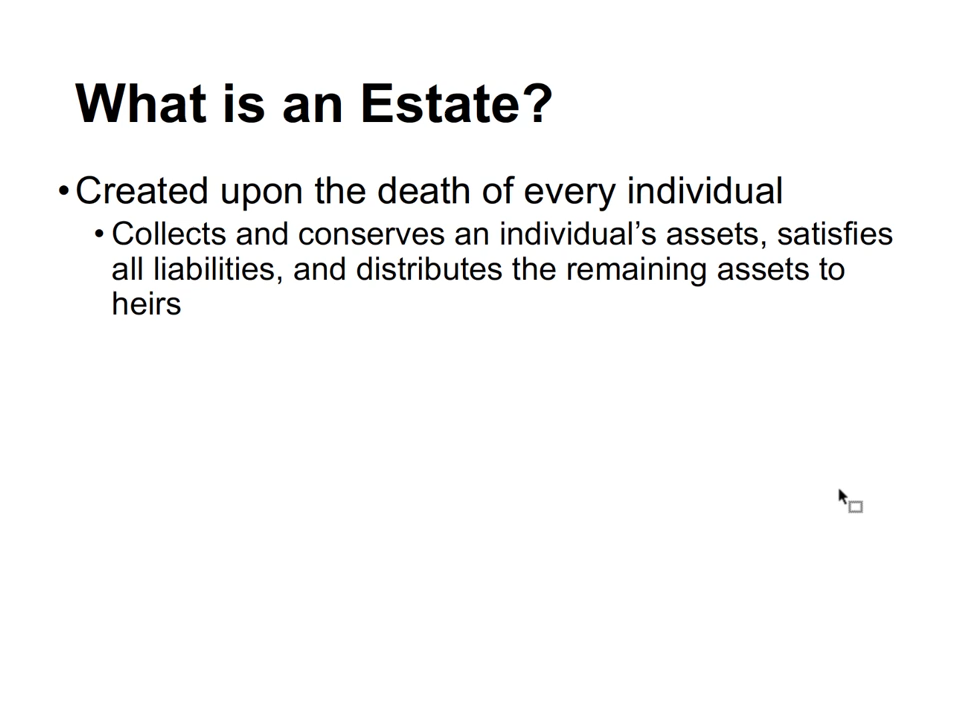 What is an Estate?
• Created upon the death of every individual
• Collects and conserves an individual’s assets, satisfies
all liabilities, and distributes the remaining assets to
heirs